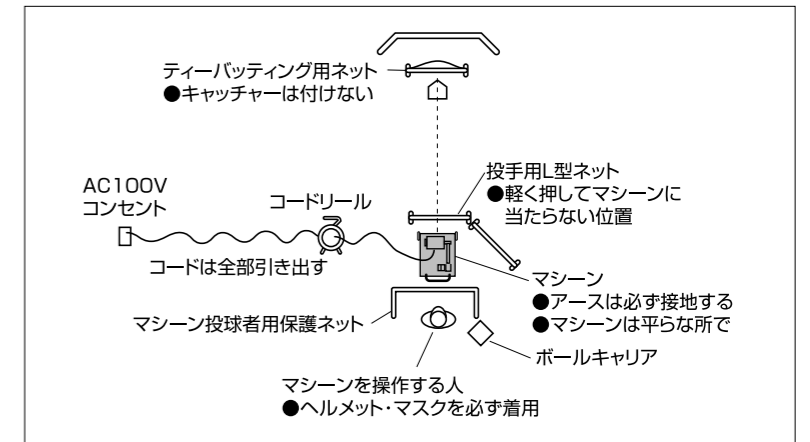 ティーバッティング用ネット
●キャッチャーは付けない
投手用L型ネット
●軽く押してマシーンに
当たらない位置
AC100V
コンセント
コードリール
コードは全部引き出す
マシーン
●アースは必ず接地する
●マシーンは平らな所で
マシーン投球者用保護ネット
ボールキャリア
マシーンを操作する人
●ヘルメット・マスクを必ず着用